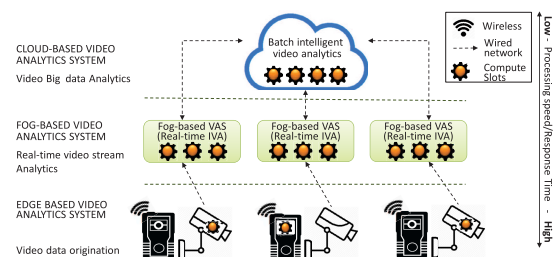 CLOUD-BASED VIDEO
ANALYTICS SYSTEM
Video Big data Analytics
Batch intelligent
video analytics
Wireless
Wired
network
Compute
Slots
Low - Processing speed/Response Time - High
FOG-BASED VIDEO
ANALYTICS SYSTEM
Real-time video stream
Analytics
Fog-based VAS
(Real-time IVA)
Fog-based VAS
(Real-time IVA)
Fog-based VAS
(Real-time IVA)
EDGE BASED VIDEO
ANALYTICS SYSTEM
Video data origination